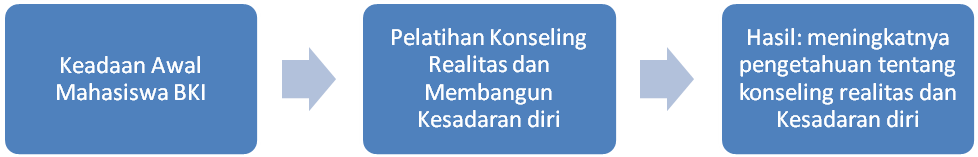 Keadaan Awal
Mahasiswa BKI
Pelatihan Konseling
Realitas dan
Membangun
Kesadaran diri
Hasil: meningkatnya
pengetahuan tentang
konseling realitas dan
Kesadaran diri